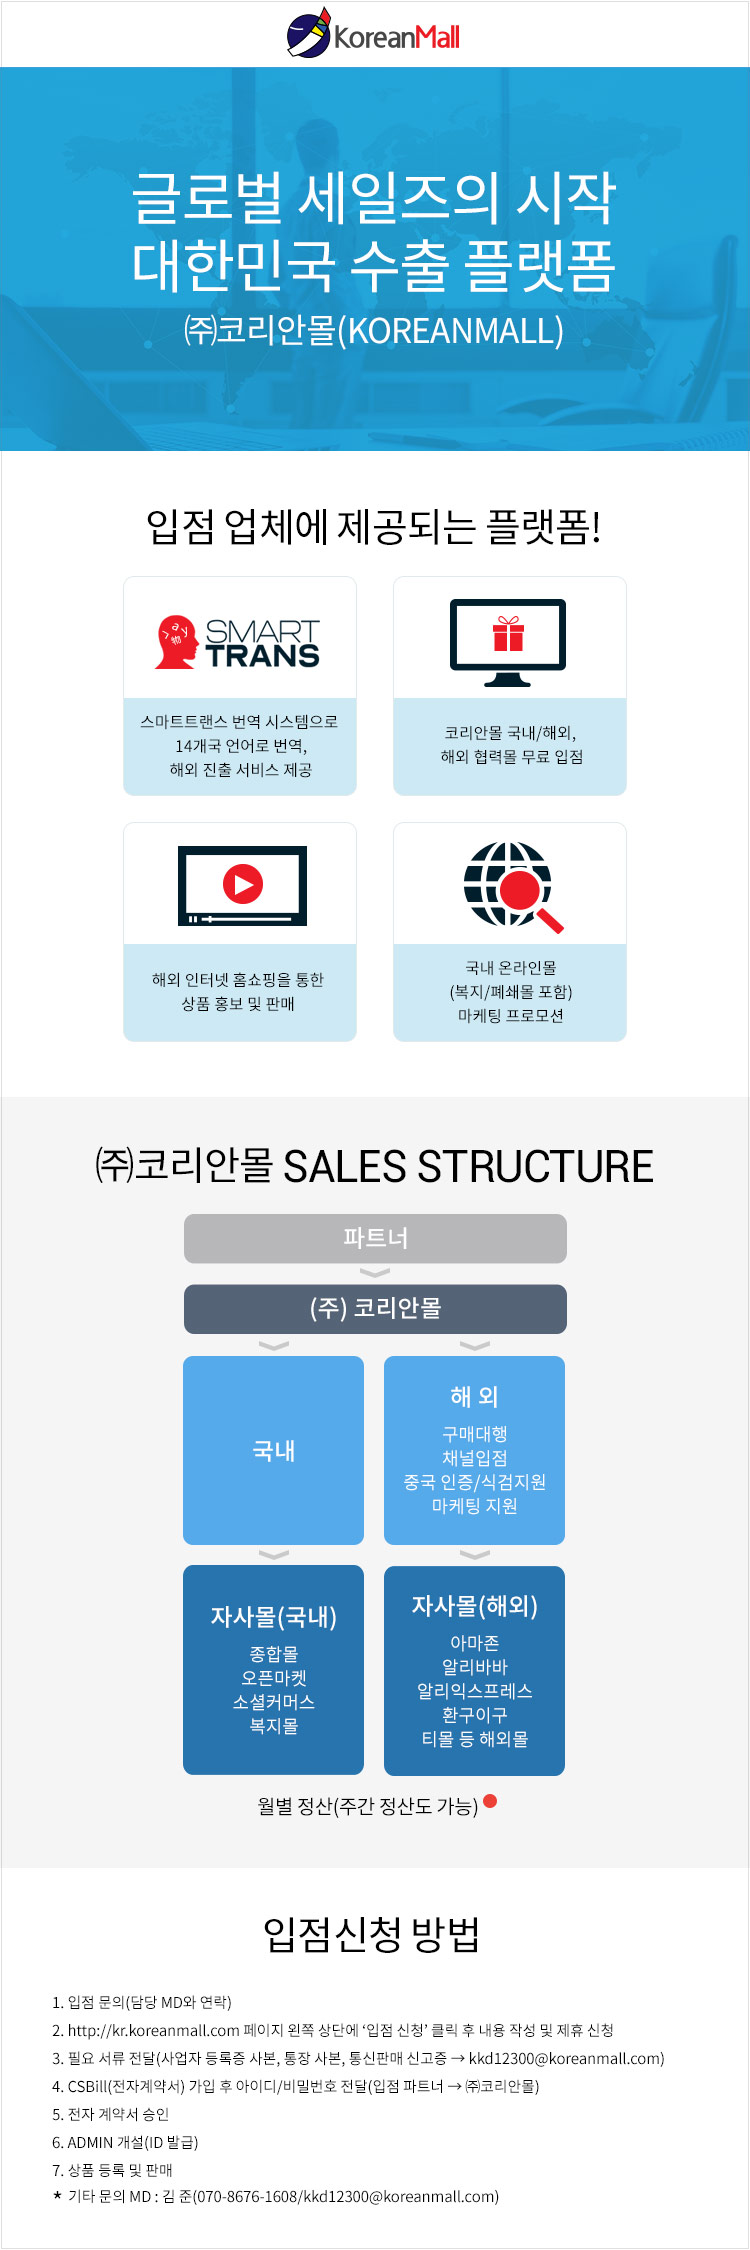 KoreanMall
글로벌 세일즈의 시작
대한민국 수출 플랫폼
㈜코리안몰(KOREANMALL)
입점 업체에 제공되는 플랫폼!
a
y
物
SMART
TRANS
스마트트랜스 번역 시스템으로
14개국 언어로 번역,
해외 진출 서비스 제공
코리안몰 국내/해외,
해외 협력몰 무료 입점
해외 인터넷 홈쇼핑을 통한
상품 홍보 및 판매
국내 온라인몰
(복지/폐쇄몰 포함)
마케팅 프로모션
㈜코리안몰 SALES STRUCTURE
파트너
(주) 코리안몰
국내
해 외
구매대행
채널입점
중국 인증/식검지원
마케팅 지원
자사몰(국내)
종합몰
오픈마켓
소셜커머스
복지몰
자사몰(해외)
아마존
알리바바
알리익스프레스
환구이구
티몰 등 해외몰
월별 정산(주간 정산도 가능)
입점신청 방법
1. 입점 문의(담당 MD와 연락)
2. http://kr.koreanmall.com 페이지 왼쪽 상단에 ‘입점 신청’ 클릭 후 내용 작성 및 제휴 신청
3. 필요 서류 전달(사업자 등록증 사본, 통장 사본, 통신판매 신고증 → kkd12300@koreanmall.com)
4. CSBill(전자계약서) 가입 후 아이디/비밀번호 전달(입점 파트너 → ㈜코리안몰)
5. 전자 계약서 승인
6. ADMIN 개설(ID 발급)
7. 상품 등록 및 판매
* 기타 문의 MD : 김 준(070-8676-1608/kkd12300@koreanmall.com)